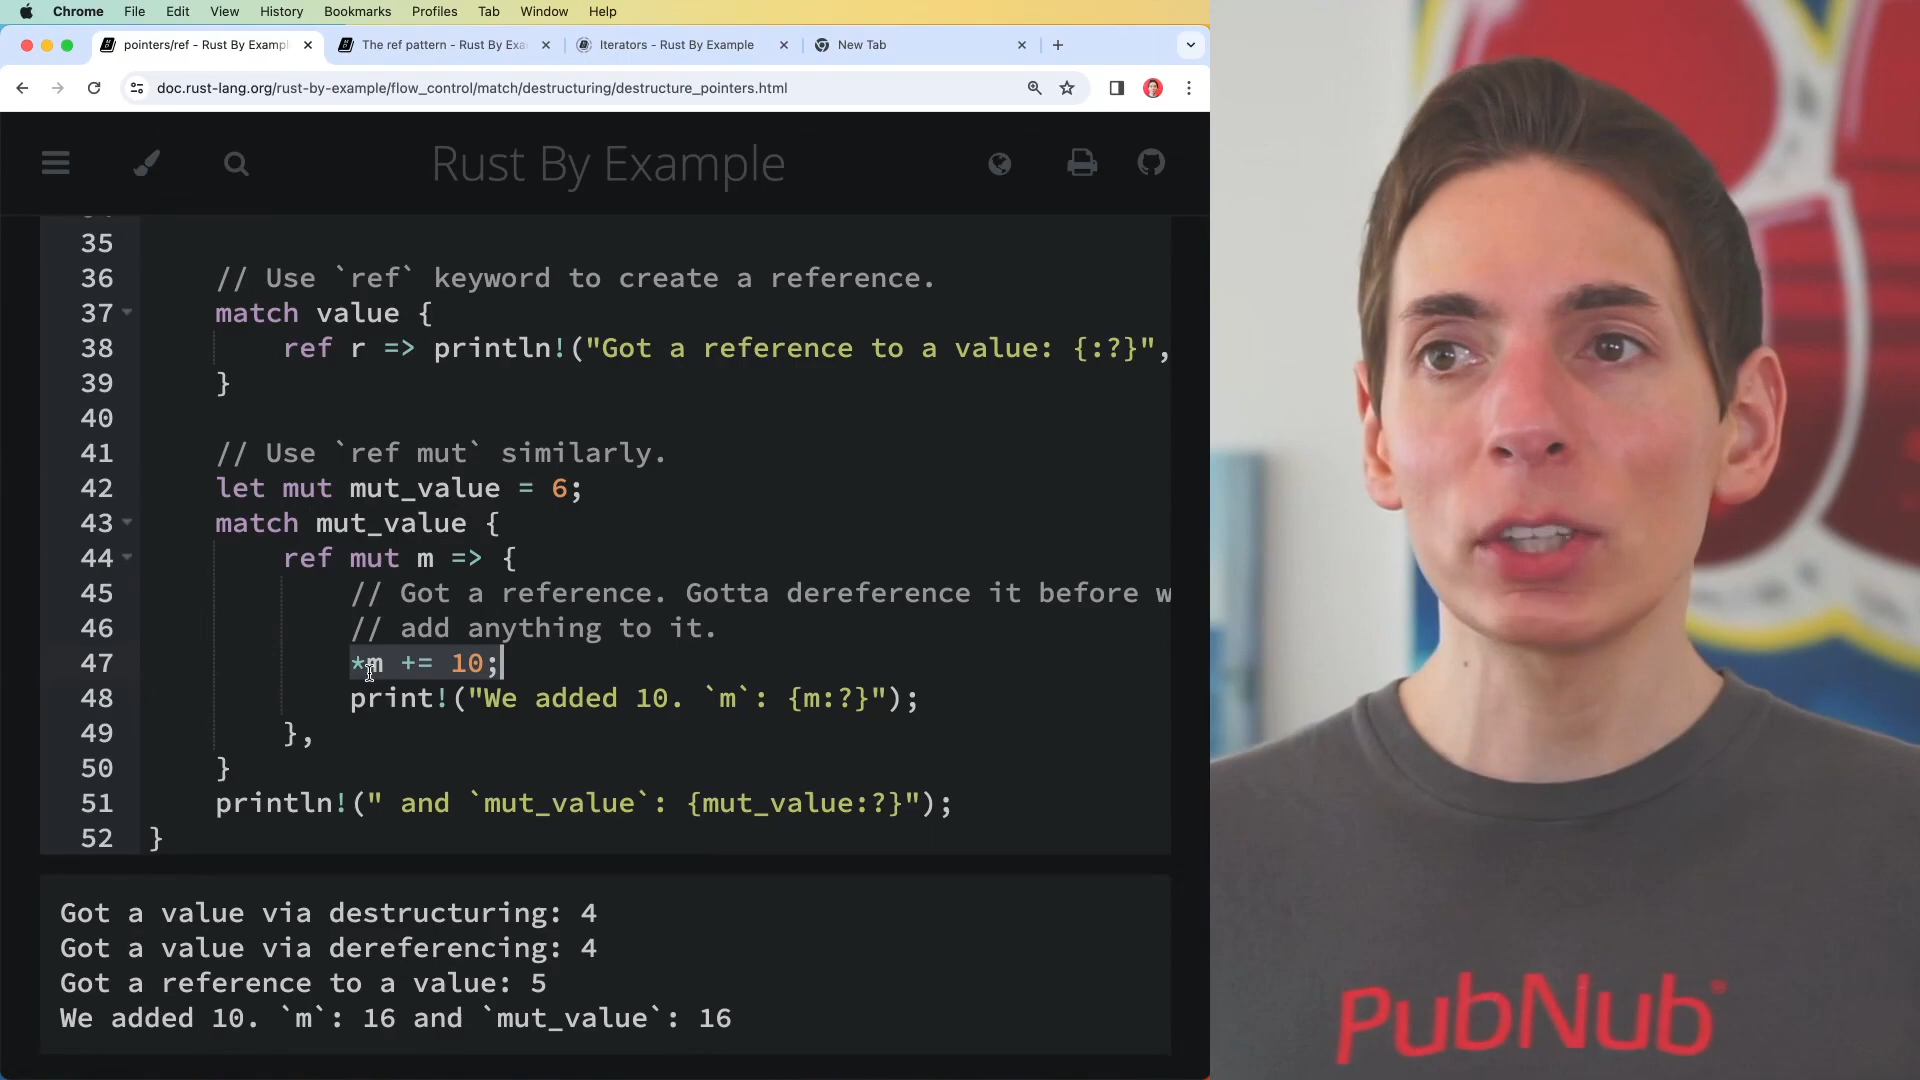 Chrome File Edit View History Bookmarks Profiles Tab Window Help
pointers/ref - Rust By Exampl
The ref pattern - Rust By Exa
Iterators - Rust By Example
New Tab
doc.rust-lang.org/rust-by-example/flow_control/match/destructuring/destructure_pointers.html
Rust By Example
35
36 // Use `ref` keyword to create a reference.
37 match value {
38 ref r => println!("Got a reference to a value: {:?}",
39 }
40
41 // Use `ref mut` similarly.
42 let mut mut_value = 6;
43 match mut_value {
44 ref mut m => {
45 // Got a reference. Gotta dereference it before w
46 // add anything to it.
47 *m += 10;
48 print!("We added 10. `m`: {m:?}");
49 },
50 }
51 println!(" and `mut_value`: {mut_value:?}");
52 }
Got a value via destructuring: 4
Got a value via dereferencing: 4
Got a reference to a value: 5
We added 10. `m`: 16 and `mut_value`: 16
PubNub